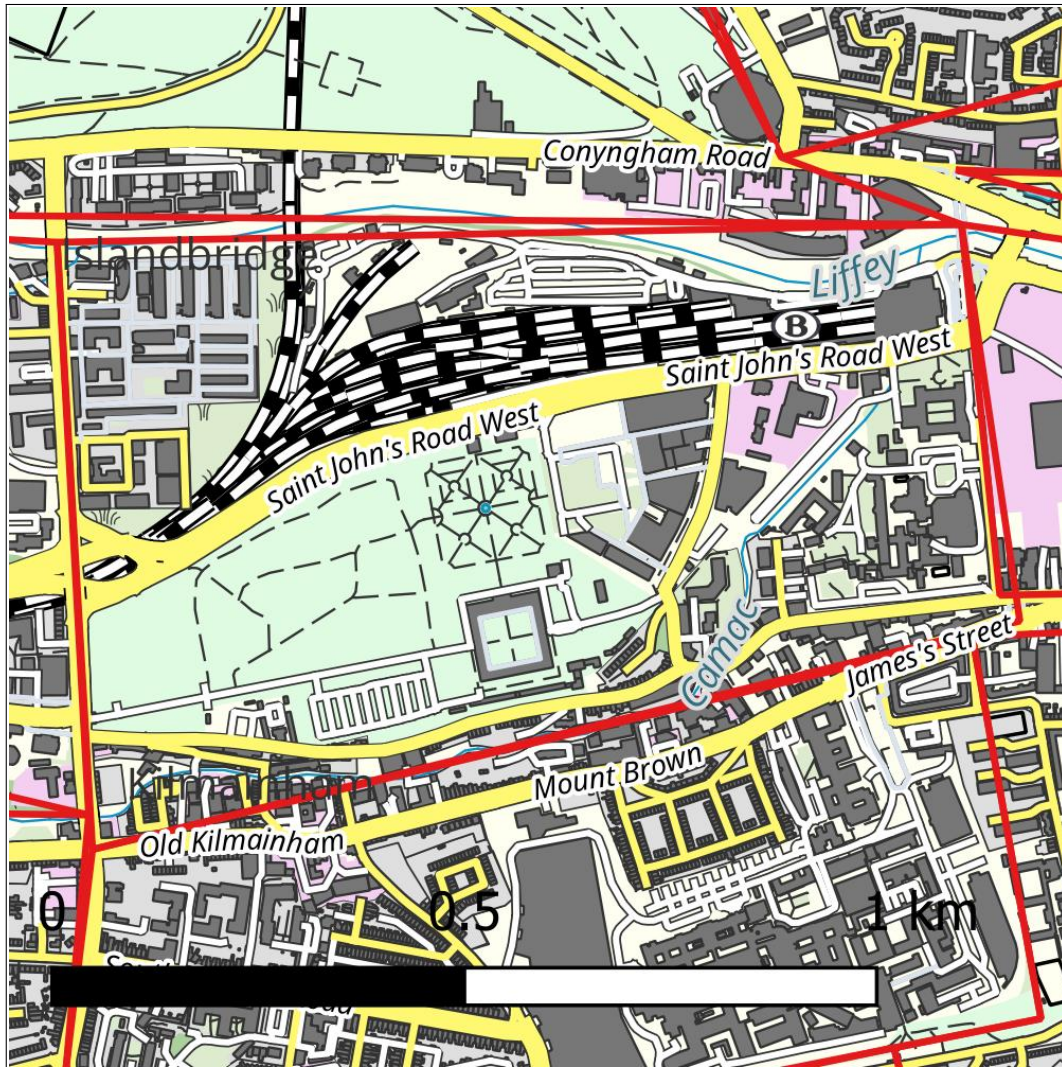 Conyngham Road
Islandbridge
Liffey
B
Saint John's Road West
Saint John's Road West
Camac
James's Street
Mount Brown
Kilmainham
Old Kilmainham
0 0.5 1 km